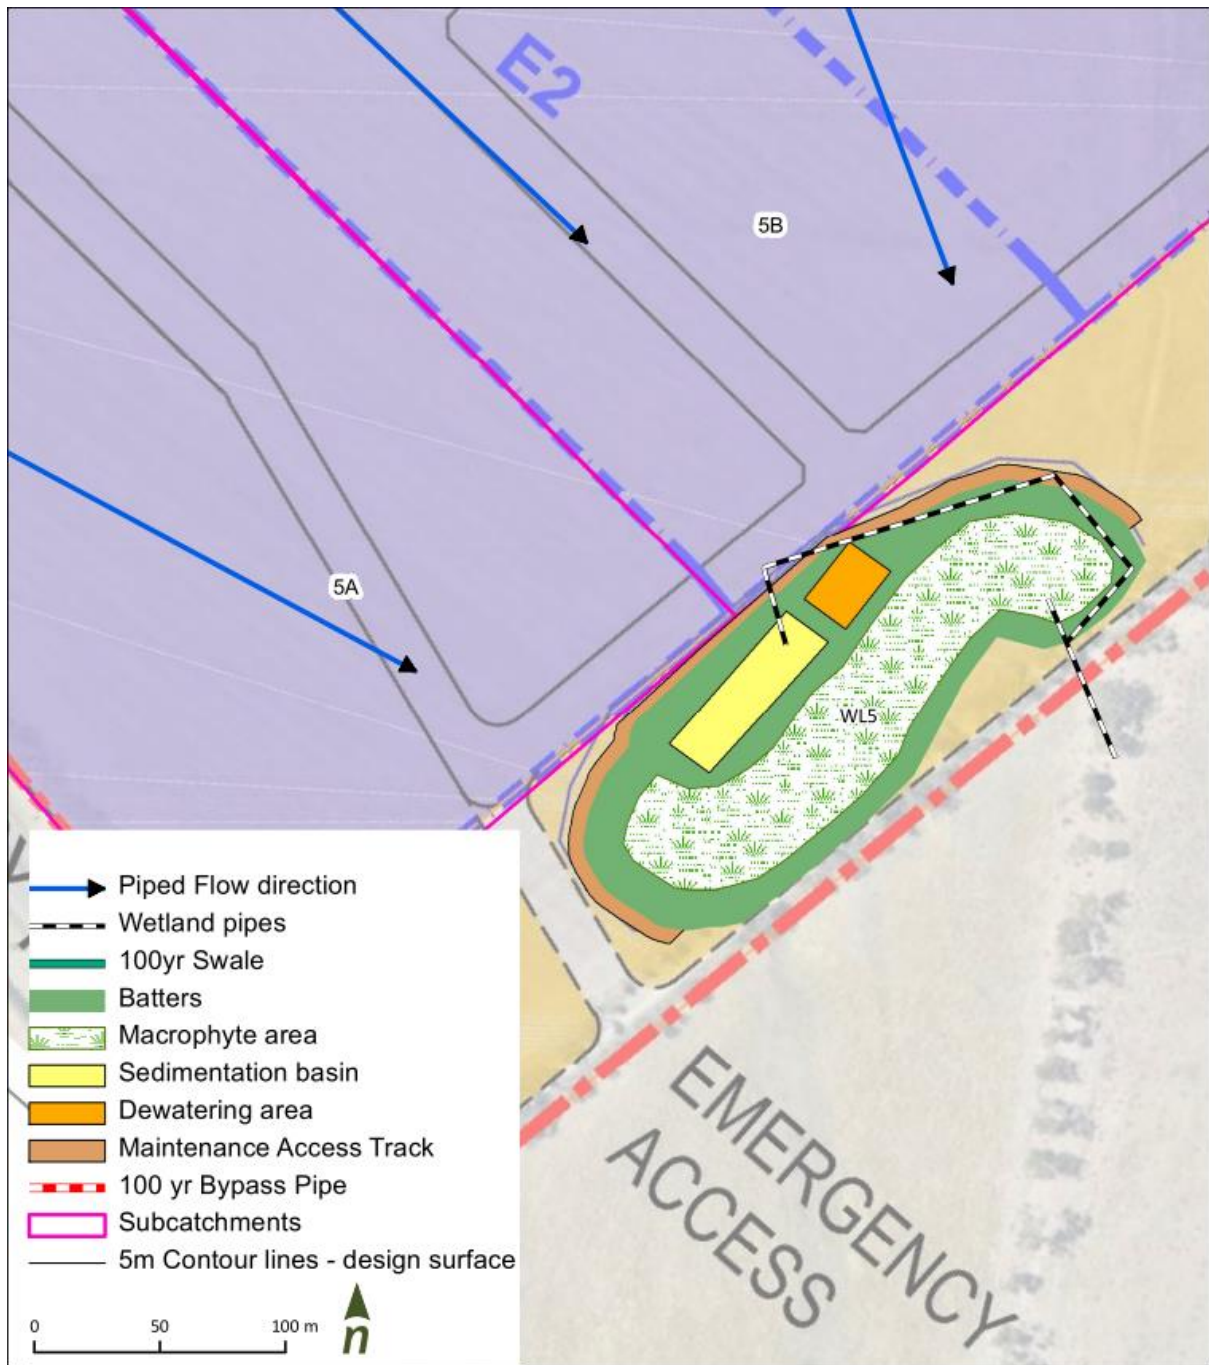 E2
5B
5A
WL5
Piped Flow direction
Wetland pipes
100yr Swale
Batters
Macrophyte area
Sedimentation basin
Dewatering area
Maintenance Access Track
100 yr Bypass Pipe
Subcatchments
5m Contour lines - design surface
0 50 100 m
n
EMERGENCY
ACCESS